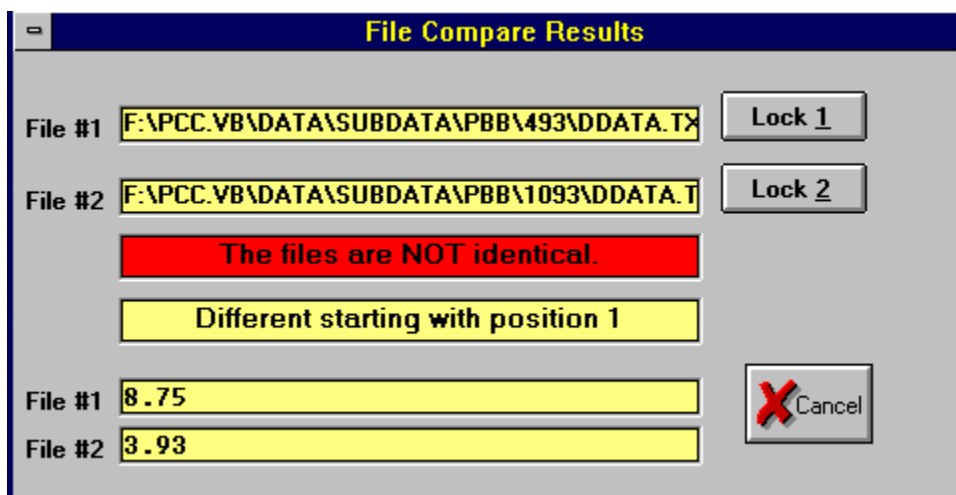 File Compare Results
File #1 F:\PCC.VB\DATA\SUBDATA\PBB\493\DDATA.TX Lock 1
File #2 F:\PCC.VB\DATA\SUBDATA\PBB\1093\DDATA.T Lock 2
The files are NOT identical.
Different starting with position 1
File #1 8.75
Cancel
File #2 3.93